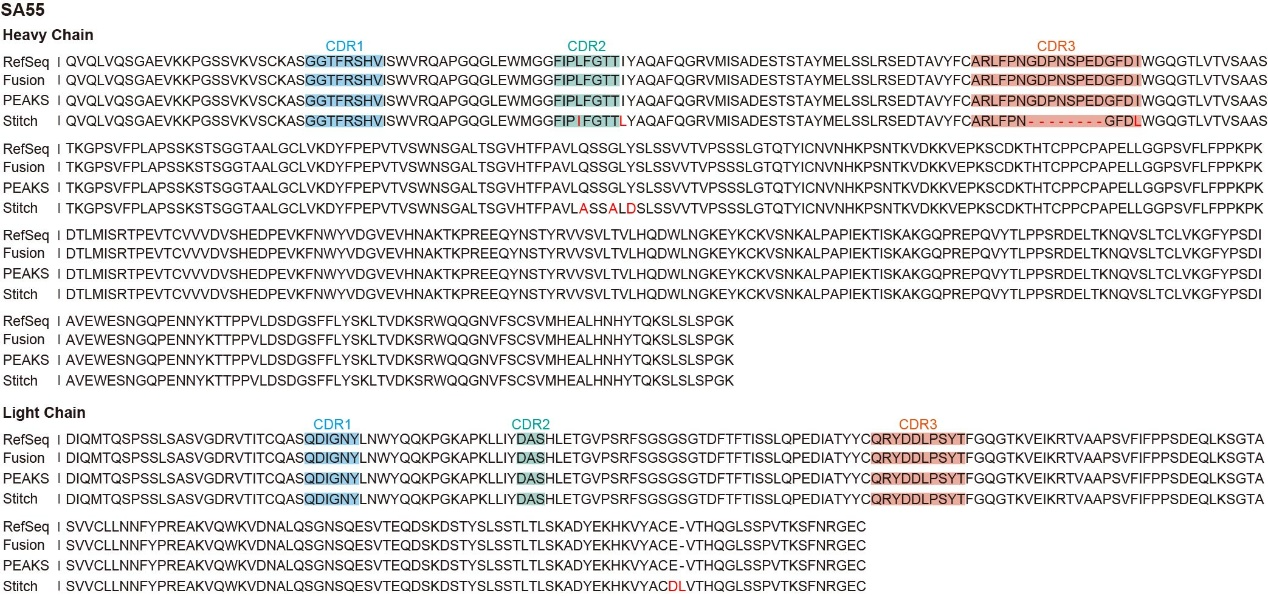 SA55
Heavy Chain
CDR1 CDR2 CDR3
RefSeq | QVQLVQSGAEVKKPGSSVKVSCKASGGTFRSHVISWVRQAPGQGLEWMGGFIPLFGTTIYAQAFQGRVMISADESTSTAYMELSSLRSEDTAVYFCARLFPNGDPNSPEDGFDIWGQGTLVTVSAAS
Fusion | QVQLVQSGAEVKKPGSSVKVSCKASGGTFRSHVISWVRQAPGQGLEWMGGFIPLFGTTIYAQAFQGRVMISADESTSTAYMELSSLRSEDTAVYFCARLFPNGDPNSPEDGFDIWGQGTLVTVSAAS
PEAKS | QVQLVQSGAEVKKPGSSVKVSCKASGGTFRSHVISWVRQAPGQGLEWMGGFIPLFGTTIYAQAFQGRVMISADESTSTAYMELSSLRSEDTAVYFCARLFPNGDPNSPEDGFDIWGQGTLVTVSAAS
Stitch | QVQLVQSGAEVKKPGSSVKVSCKASGGTFRSHVISWVRQAPGQGLEWMGGFIPIFGTTLYAQAFQGRVMISADESTSTAYMELSSLRSEDTAVYFCARLFPN--------GFDLWGQGTLVTVSAAS
RefSeq | TKGPSVFPLAPSSKSTSGGTAALGCLVKDYFPEPVTVSWNSGALTSGVHTFPAVLQSSGLYSLSSVVTVPSSSLGTQTYICNVNHKPSNTKVDKKVEPKSCDKTHTCPPCPAPELLGGPSVFLFPPKPK
Fusion | TKGPSVFPLAPSSKSTSGGTAALGCLVKDYFPEPVTVSWNSGALTSGVHTFPAVLQSSGLYSLSSVVTVPSSSLGTQTYICNVNHKPSNTKVDKKVEPKSCDKTHTCPPCPAPELLGGPSVFLFPPKPK
PEAKS | TKGPSVFPLAPSSKSTSGGTAALGCLVKDYFPEPVTVSWNSGALTSGVHTFPAVLQSSGLYSLSSVVTVPSSSLGTQTYICNVNHKPSNTKVDKKVEPKSCDKTHTCPPCPAPELLGGPSVFLFPPKPK
Stitch | TKGPSVFPLAPSSKSTSGGTAALGCLVKDYFPEPVTVSWNSGALTSGVHTFPAVLASSALDSLSSVVTVPSSSLGTQTYICNVNHKPSNTKVDKKVEPKSCDKTHTCPPCPAPELLGGPSVFLFPPKPK
RefSeq | DTLMISRTPEVTCVVVDVSHEDPEVKFNWYVDGVEVHNAKTKPREEQYNSTYRVVSVLTVLHQDWLNGKEYKCKVSNKALPAPIEKTISKAKGQPREPQVYTLPPSRDELTKNQVSLTCLVKGFYPSDI
Fusion | DTLMISRTPEVTCVVVDVSHEDPEVKFNWYVDGVEVHNAKTKPREEQYNSTYRVVSVLTVLHQDWLNGKEYKCKVSNKALPAPIEKTISKAKGQPREPQVYTLPPSRDELTKNQVSLTCLVKGFYPSDI
PEAKS | DTLMISRTPEVTCVVVDVSHEDPEVKFNWYVDGVEVHNAKTKPREEQYNSTYRVVSVLTVLHQDWLNGKEYKCKVSNKALPAPIEKTISKAKGQPREPQVYTLPPSRDELTKNQVSLTCLVKGFYPSDI
Stitch | DTLMISRTPEVTCVVVDVSHEDPEVKFNWYVDGVEVHNAKTKPREEQYNSTYRVVSVLTVLHQDWLNGKEYKCKVSNKALPAPIEKTISKAKGQPREPQVYTLPPSRDELTKNQVSLTCLVKGFYPSDI
RefSeq | AVEWESNGQPENNYKTTPPVLDSDGSFFLYSKLTVDKSRWQQGNVFSCSVMHEALHNHYTQKSLSLSPGK
Fusion | AVEWESNGQPENNYKTTPPVLDSDGSFFLYSKLTVDKSRWQQGNVFSCSVMHEALHNHYTQKSLSLSPGK
PEAKS | AVEWESNGQPENNYKTTPPVLDSDGSFFLYSKLTVDKSRWQQGNVFSCSVMHEALHNHYTQKSLSLSPGK
Stitch | AVEWESNGQPENNYKTTPPVLDSDGSFFLYSKLTVDKSRWQQGNVFSCSVMHEALHNHYTQKSLSLSPGK
Light Chain
CDR1 CDR2 CDR3
RefSeq | DIQMTQSPSSLSASVGDRVTITCQASQDIGNYLNWYQQKPGKAPKLLIYDASHLETGVPSRFSGSGSGTDFTFTISSLQPEDIATYYCQRYDDLPSYTFGQGTKVEIKRTVAAPSVFIFPPSDEQLKSGTA
Fusion | DIQMTQSPSSLSASVGDRVTITCQASQDIGNYLNWYQQKPGKAPKLLIYDASHLETGVPSRFSGSGSGTDFTFTISSLQPEDIATYYCQRYDDLPSYTFGQGTKVEIKRTVAAPSVFIFPPSDEQLKSGTA
PEAKS | DIQMTQSPSSLSASVGDRVTITCQASQDIGNYLNWYQQKPGKAPKLLIYDASHLETGVPSRFSGSGSGTDFTFTISSLQPEDIATYYCQRYDDLPSYTFGQGTKVEIKRTVAAPSVFIFPPSDEQLKSGTA
Stitch | DIQMTQSPSSLSASVGDRVTITCQASQDIGNYLNWYQQKPGKAPKLLIYDASHLETGVPSRFSGSGSGTDFTFTISSLQPEDIATYYCQRYDDLPSYTFGQGTKVEIKRTVAAPSVFIFPPSDEQLKSGTA
RefSeq | SVVCLLNNFYPREAKVQWKVDNALQSGNSQESVTEQDSKDSTYSLSSTLTLSKADYEKHKVYACE-VTHQGLSSPVTKSFNRGEC
Fusion | SVVCLLNNFYPREAKVQWKVDNALQSGNSQESVTEQDSKDSTYSLSSTLTLSKADYEKHKVYACE-VTHQGLSSPVTKSFNRGEC
PEAKS | SVVCLLNNFYPREAKVQWKVDNALQSGNSQESVTEQDSKDSTYSLSSTLTLSKADYEKHKVYACE-VTHQGLSSPVTKSFNRGEC
Stitch | SVVCLLNNFYPREAKVQWKVDNALQSGNSQESVTEQDSKDSTYSLSSTLTLSKADYEKHKVYACDLVTHQGLSSPVTKSFNRGEC